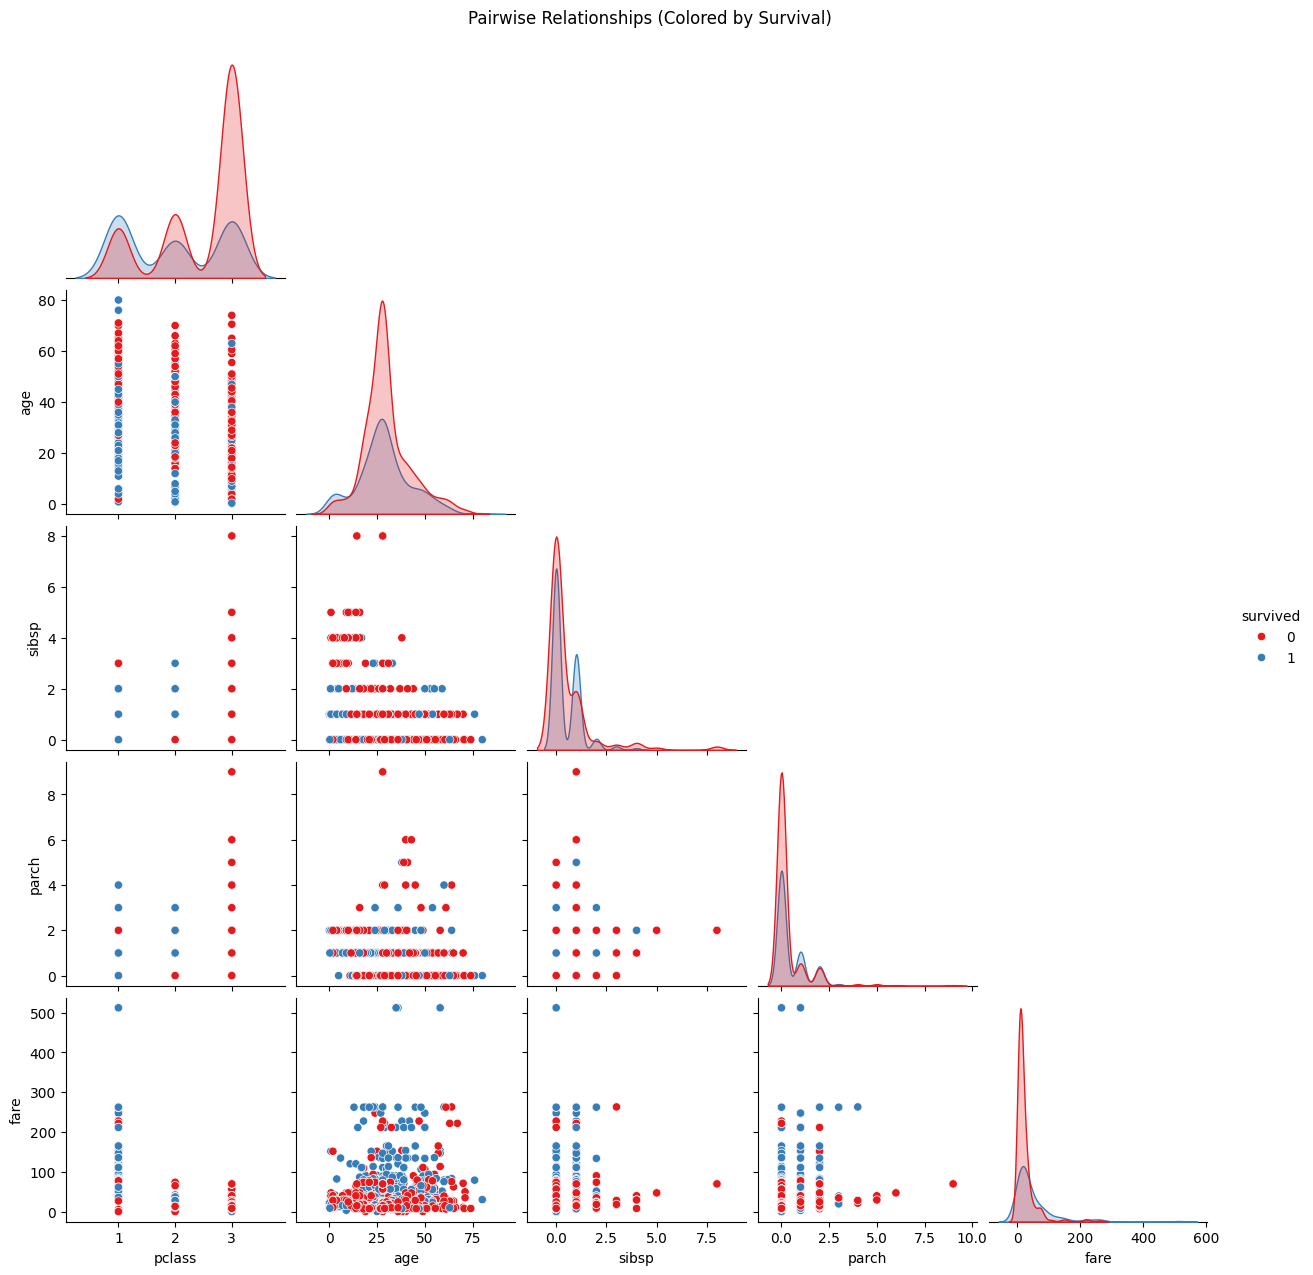 Pairwise Relationships (Colored by Survival)
80
60
40
20
0
age
8
6
4
2
0
sibsp
survived
0
1
8
6
4
2
0
parch
500
400
300
200
100
0
fare
1 2 3
0 25 50 75
0.0 2.5 5.0 7.5
0.0 2.5 5.0 7.5 10.0
0 200 400 600
pclass
age
sibsp
parch
fare